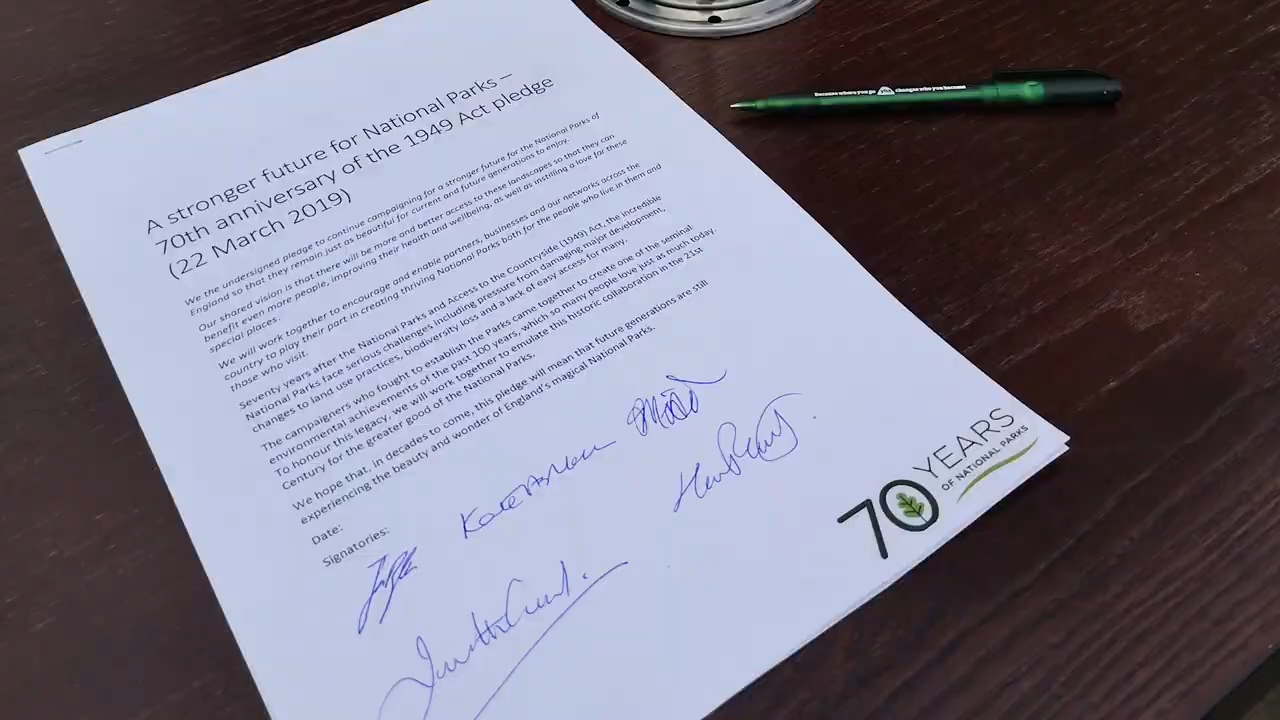 A stronger future for National Parks –
70th anniversary of the 1949 Act pledge
(22 March 2019)
We the undersigned pledge to continue campaigning for a stronger future for the National Parks of
England so that they remain just as beautiful for current and future generations to enjoy.
Our shared vision is that there will be more and better access to these landscapes so that they can
benefit even more people, improving their health and wellbeing, as well as instilling a love for these
special places.
We will work together to encourage and enable partners, businesses and our networks across the
country to play their part in creating thriving National Parks both for the people who live in them and
those who visit.
Seventy years after the National Parks and Access to the Countryside (1949) Act, the incredible
National Parks face serious challenges including pressure from damaging major development,
changes to land use practices, biodiversity loss and a lack of easy access for many.
The campaigners who fought to establish the Parks came together to create one of the seminal
environmental achievements of the past 100 years, which so many people love just as much today.
To honour this legacy, we will work together to emulate this historic collaboration in the 21st
Century for the greater good of the National Parks.
We hope that, in decades to come, this pledge will mean that future generations are still
experiencing the beauty and wonder of England's magical National Parks.
Date:
Signatories:
70 YEARS
OF NATIONAL PARKS
Because where you go changes who you become